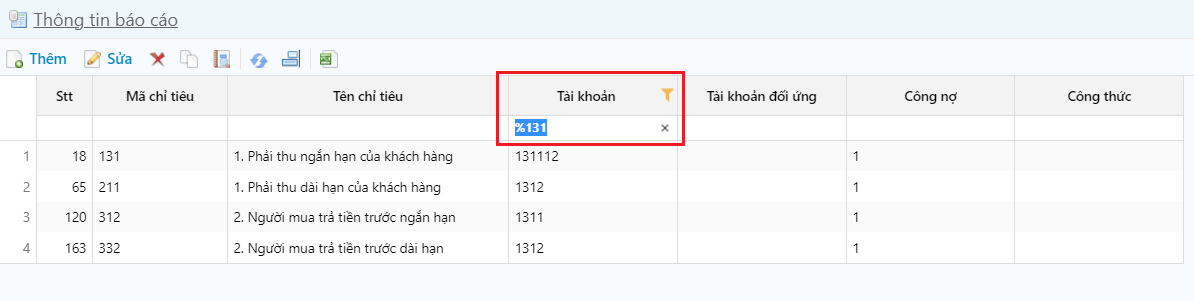 Thông tin báo cáo
Thêm Sửa
Stt Mã chỉ tiêu Tên chỉ tiêu Tài khoản Tài khoản đối ứng Công nợ Công thức
%131 ×
1 18 131 1. Phải thu ngắn hạn của khách hàng 131112 1
2 65 211 1. Phải thu dài hạn của khách hàng 1312 1
3 120 312 2. Người mua trả tiền trước ngắn hạn 1311 1
4 163 332 2. Người mua trả tiền trước dài hạn 1312 1